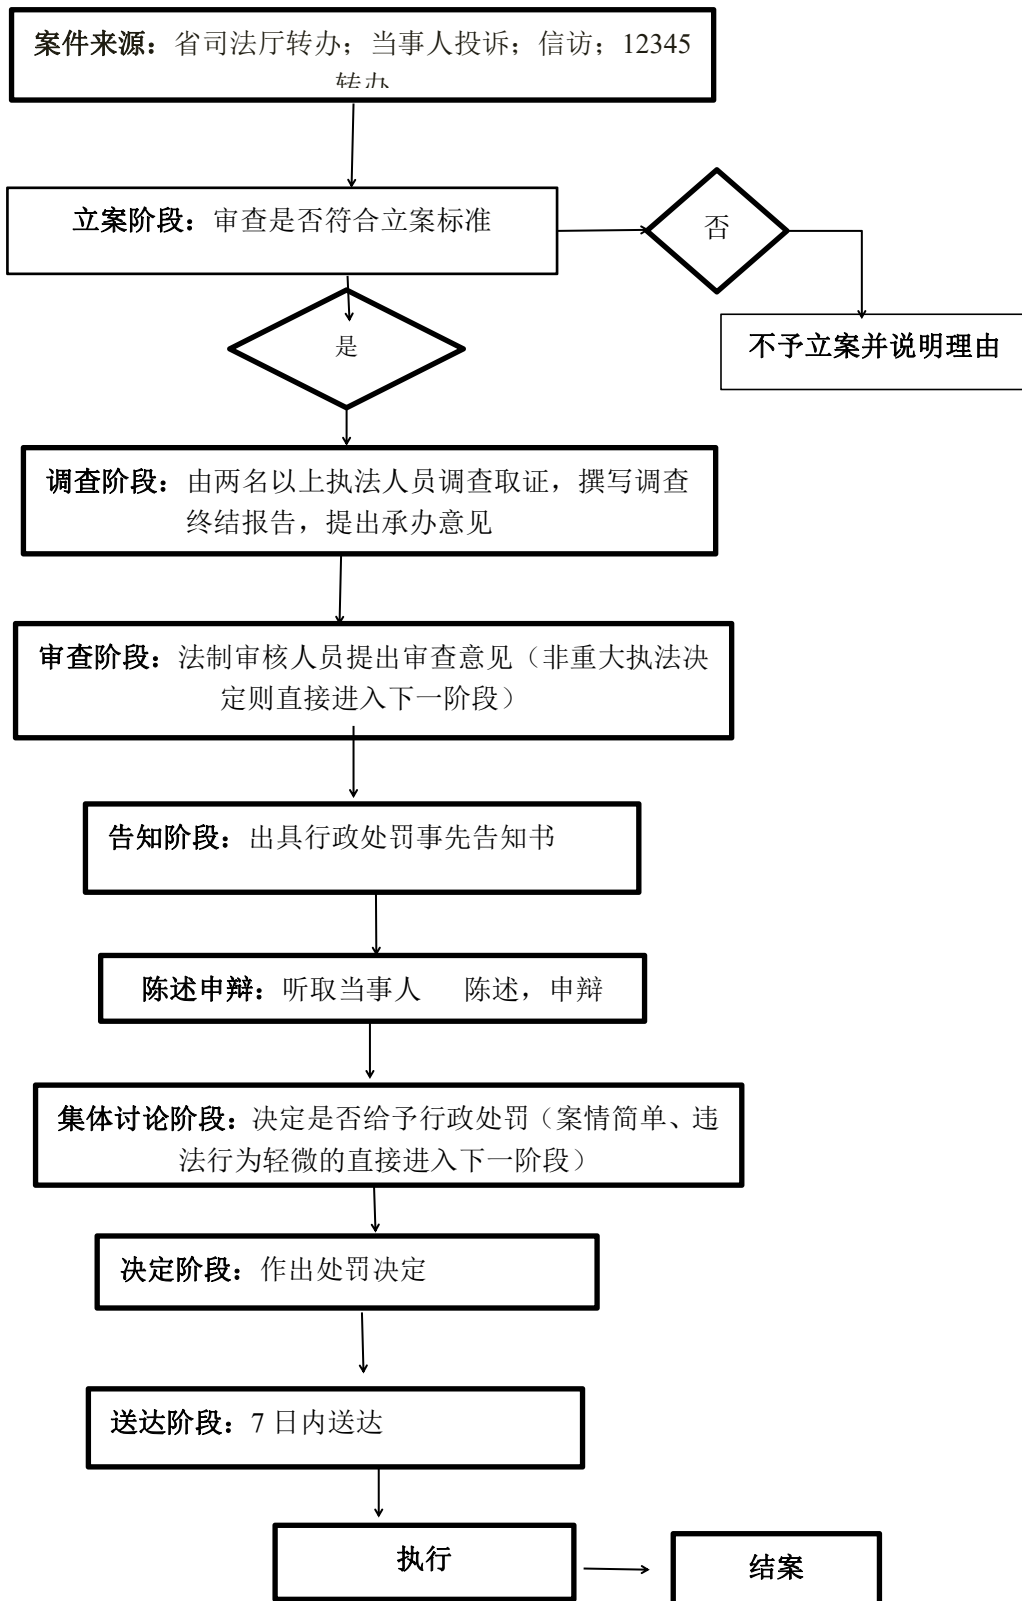 案件来源：省司法厅转办；当事人投诉；信访；12345
转办
立案阶段：审查是否符合立案标准
否
是
不予立案并说明理由
调查阶段：由两名以上执法人员调查取证，撰写调查
终结报告，提出承办意见
审查阶段：法制审核人员提出审查意见（非重大执法决
定则直接进入下一阶段）
告知阶段：出具行政处罚事先告知书
陈述申辩：听取当事人 陈述，申辩
集体讨论阶段：决定是否给予行政处罚（案情简单、违
法行为轻微的直接进入下一阶段）
决定阶段：作出处罚决定
送达阶段：7 日内送达
执行
结案